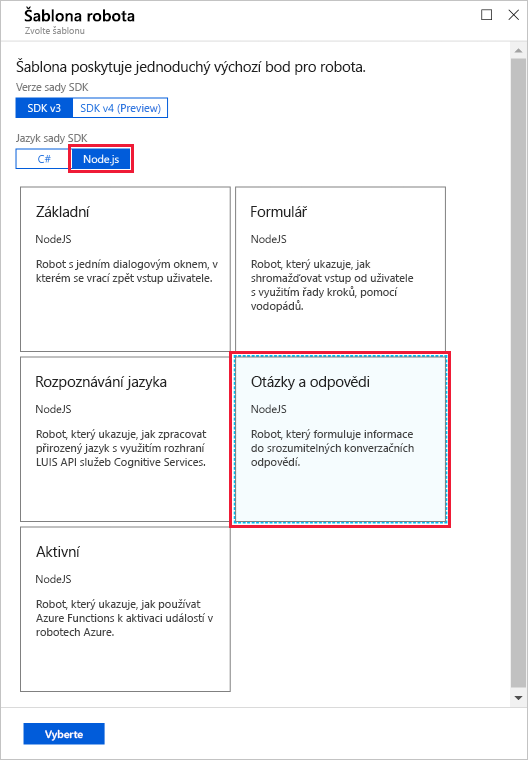 Šablona robota
Zvolte šablonu
Šablona poskytuje jednoduchý výchozí bod pro robota.
Verze sady SDK
SDK v3 SDK v4 (Preview)
Jazyk sady SDK
C# Node.js
Základní
NodeJS
Robot s jedním dialogovým oknem, v
kterém se vrací zpět vstup uživatele.
Formulář
NodeJS
Robot, který ukazuje, jak
shromažďovat vstup od uživatele
s využitím řady kroků, pomocí
vodopádů.
Rozpoznávání jazyka
NodeJS
Robot, který ukazuje, jak zpracovat
přirozený jazyk s využitím rozhraní
LUIS API služeb Cognitive Services.
Otázky a odpovědi
NodeJS
Robot, který formuluje informace
do srozumitelných konverzačních
odpovědí.
Aktivní
NodeJS
Robot, který ukazuje, jak používat
Azure Functions k aktivaci událostí v
robotech Azure.
Vyberte